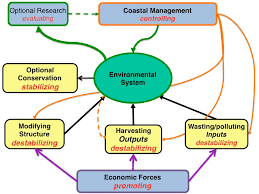 Optional Research
evaluating
Coastal Management
controlling
Optional
Conservation
stabilizing
Environmental
System
Modifying
Structure
destabilizing
Harvesting
Outputs
destabilizing
Wasting/polluting
Inputs
destabilizing
Economic Forces
promoting